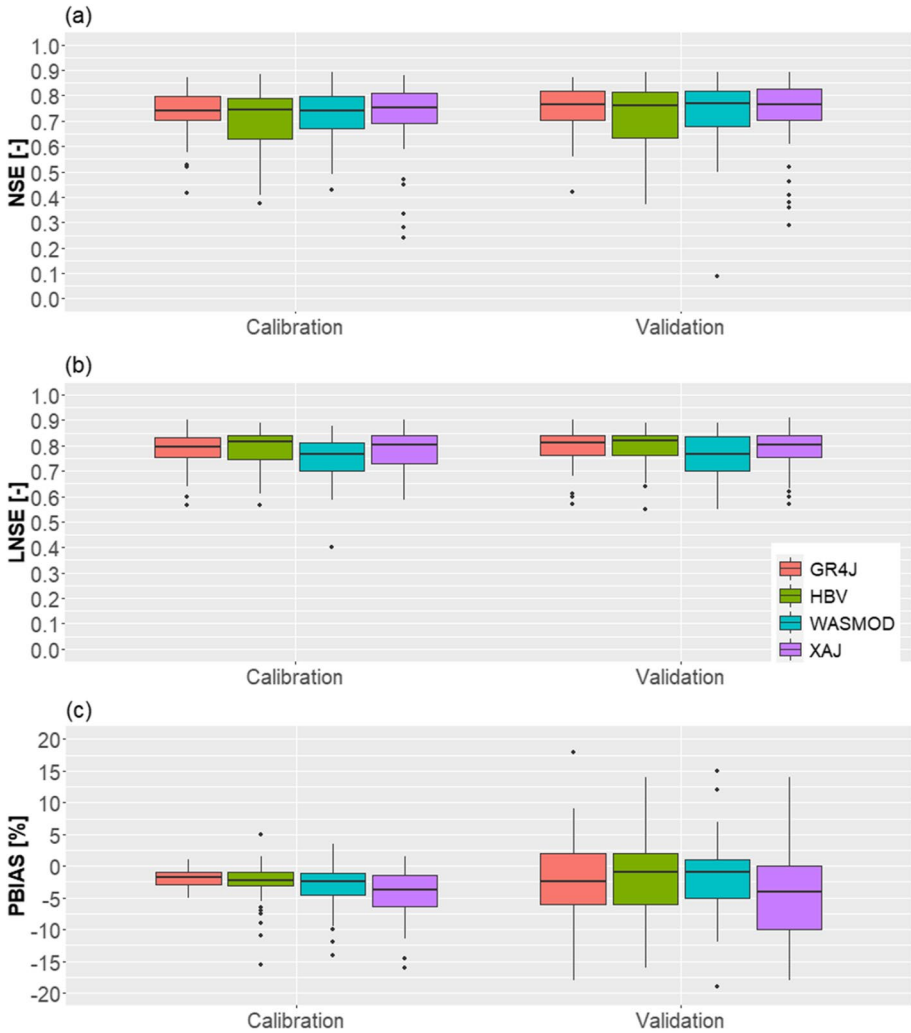 (a)
1.0
0.9
0.8
0.7
0.6
0.5
0.4
0.3
0.2
0.1
0.0
NSE [-]
Calibration
Validation
(b)
1.0
0.9
0.8
0.7
0.6
0.5
0.4
0.3
0.2
0.1
0.0
LNSE [-]
GR4J
HBV
WASMOD
XAJ
Calibration
Validation
(c)
20
15
10
5
0
-5
-10
-15
-20
PBIAS [%]
Calibration
Validation